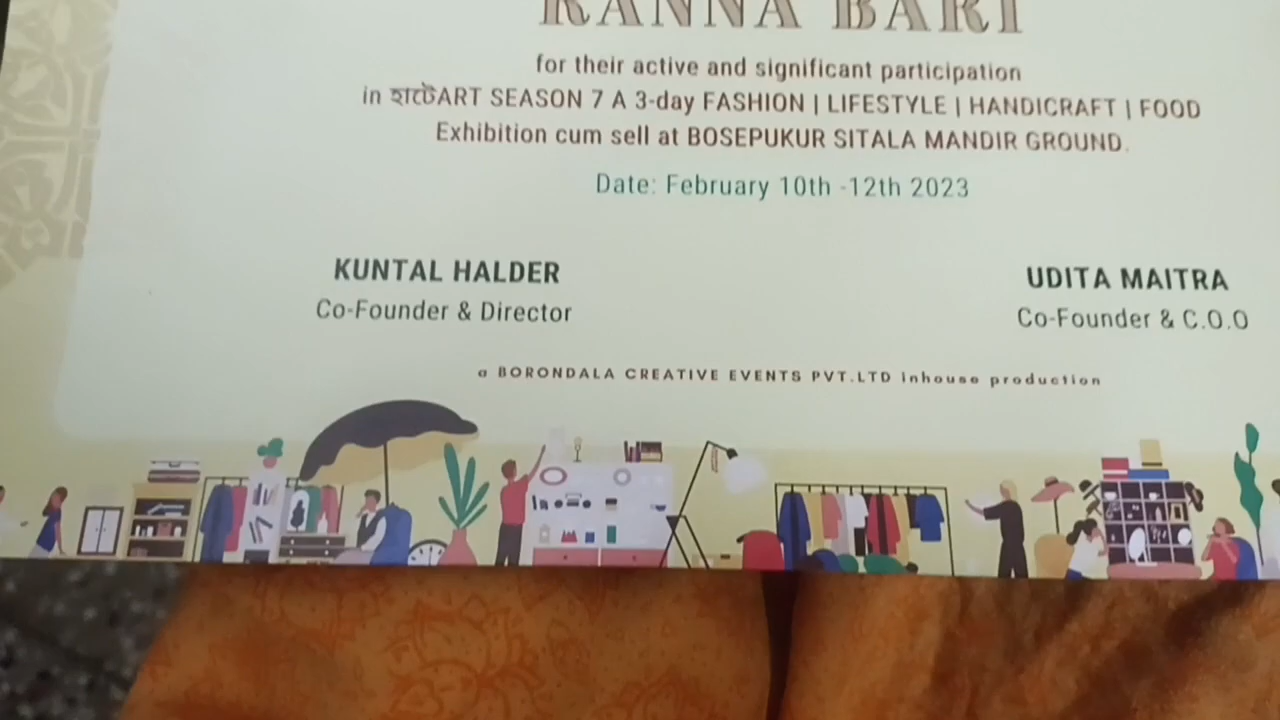 RANNA BARI
for their active and significant participation
in হাটেART SEASON 7 A 3-day FASHION | LIFESTYLE | HANDICRAFT | FOOD
Exhibition cum sell at BOSEPUKUR SITALA MANDIR GROUND.
Date: February 10th -12th 2023
KUNTAL HALDER
UDITA MAITRA
Co-Founder & Director
Co-Founder & C.O.O
a BORONDALA CREATIVE EVENTS PVT.LTD inhouse production